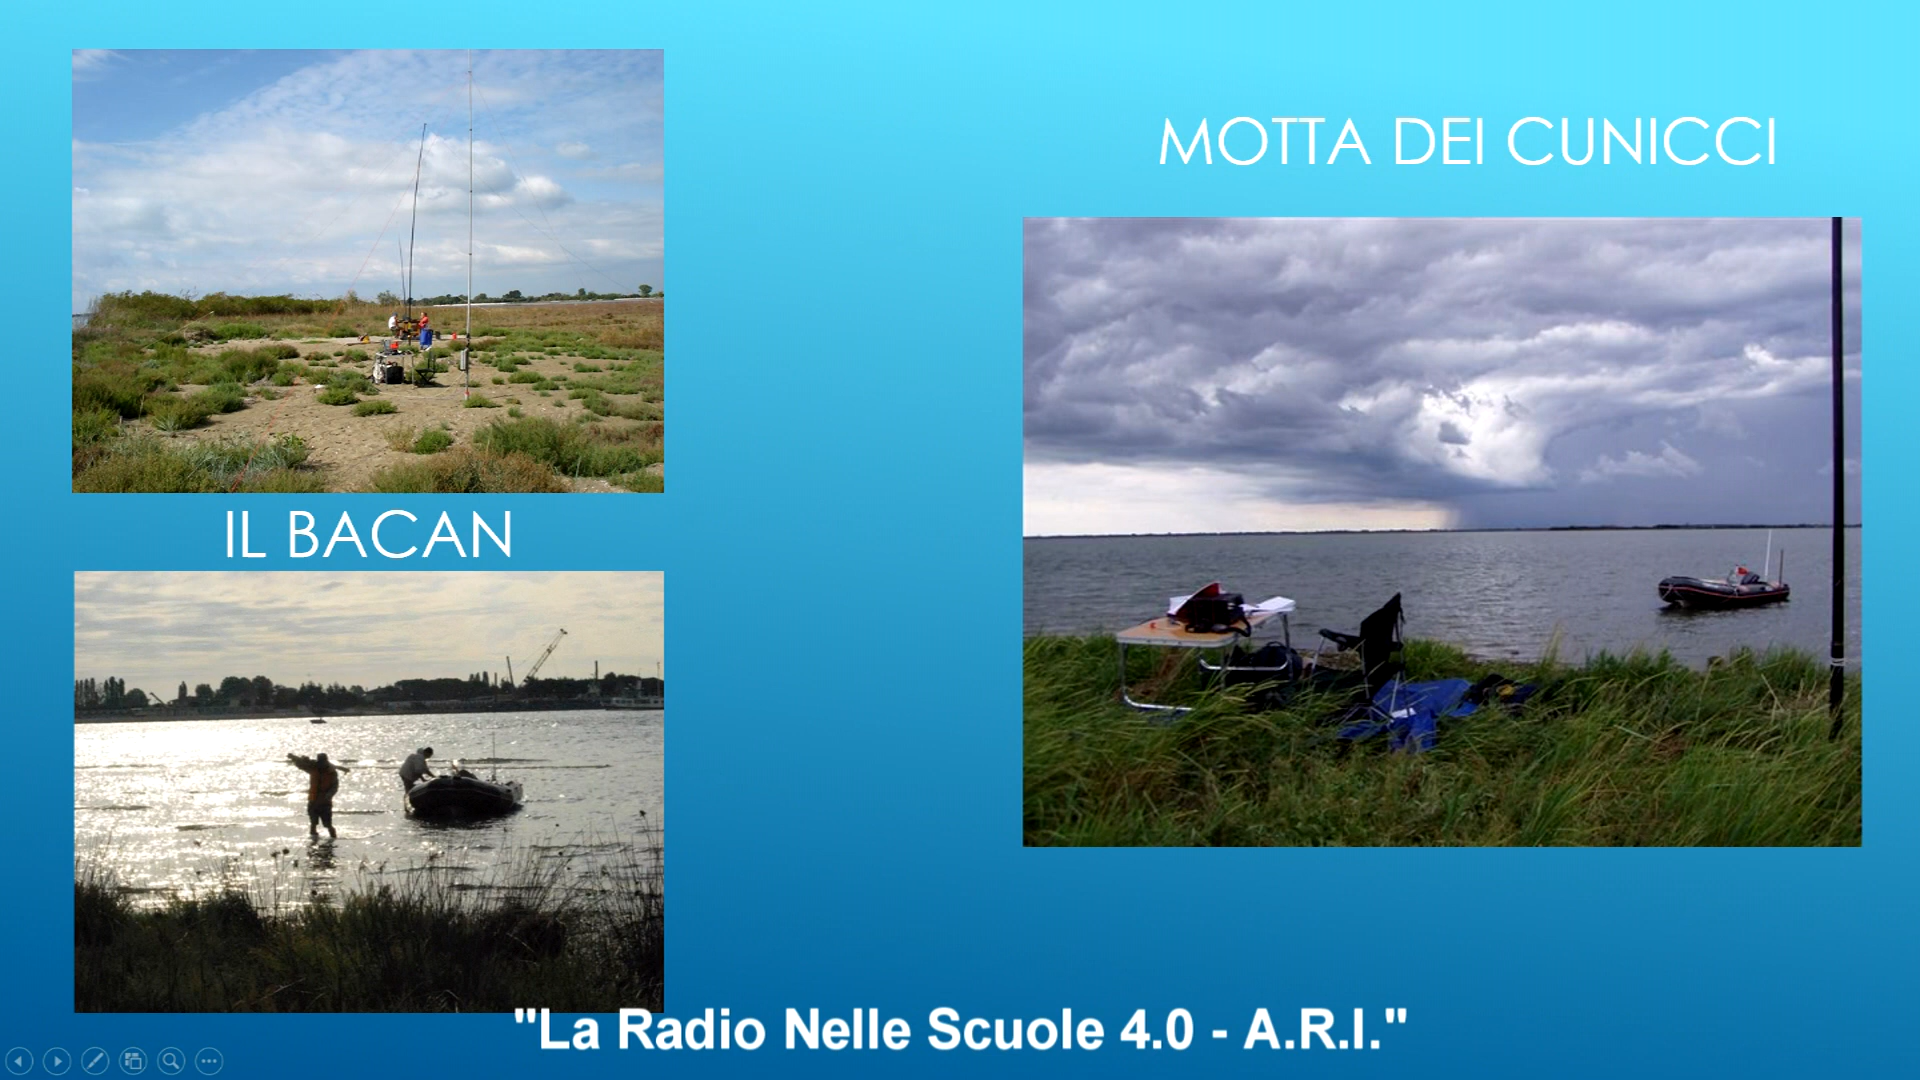 MOTTA DEI CUNICCI
IL BACAN
"La Radio Nelle Scuole 4.0 - A.R.I."